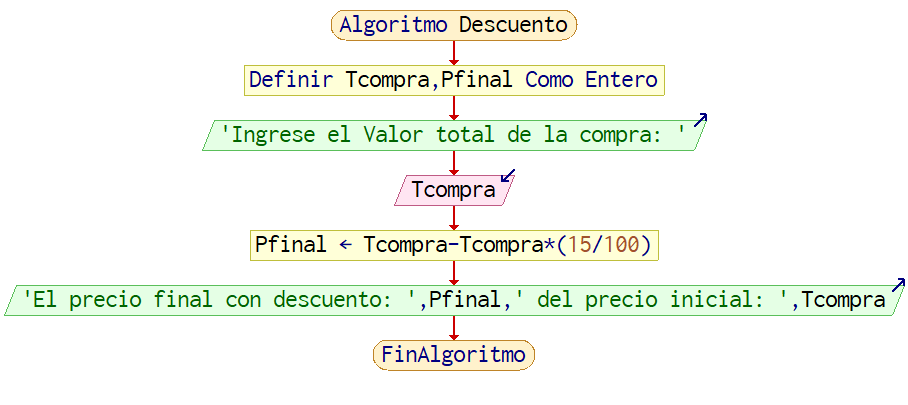 Algoritmo Descuento
Definir Tcompra,Pfinal Como Entero
'Ingrese el Valor total de la compra: '
Tcompra
Pfinal ← Tcompra-Tcompra*(15/100)
'El precio final con descuento: ',Pfinal,' del precio inicial: ',Tcompra
FinAlgoritmo